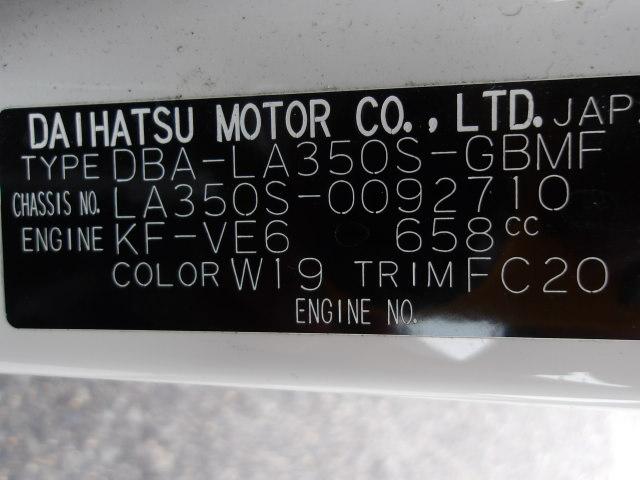 DAIHATSU MOTOR CO., LTD. JAP.
TYPE DBA-LA350S-GBMF
CHASSIS NO. LA350S-0092710
ENGINE KF-VE6 658cc
COLOR W19 TRIM FC20
ENGINE NO.